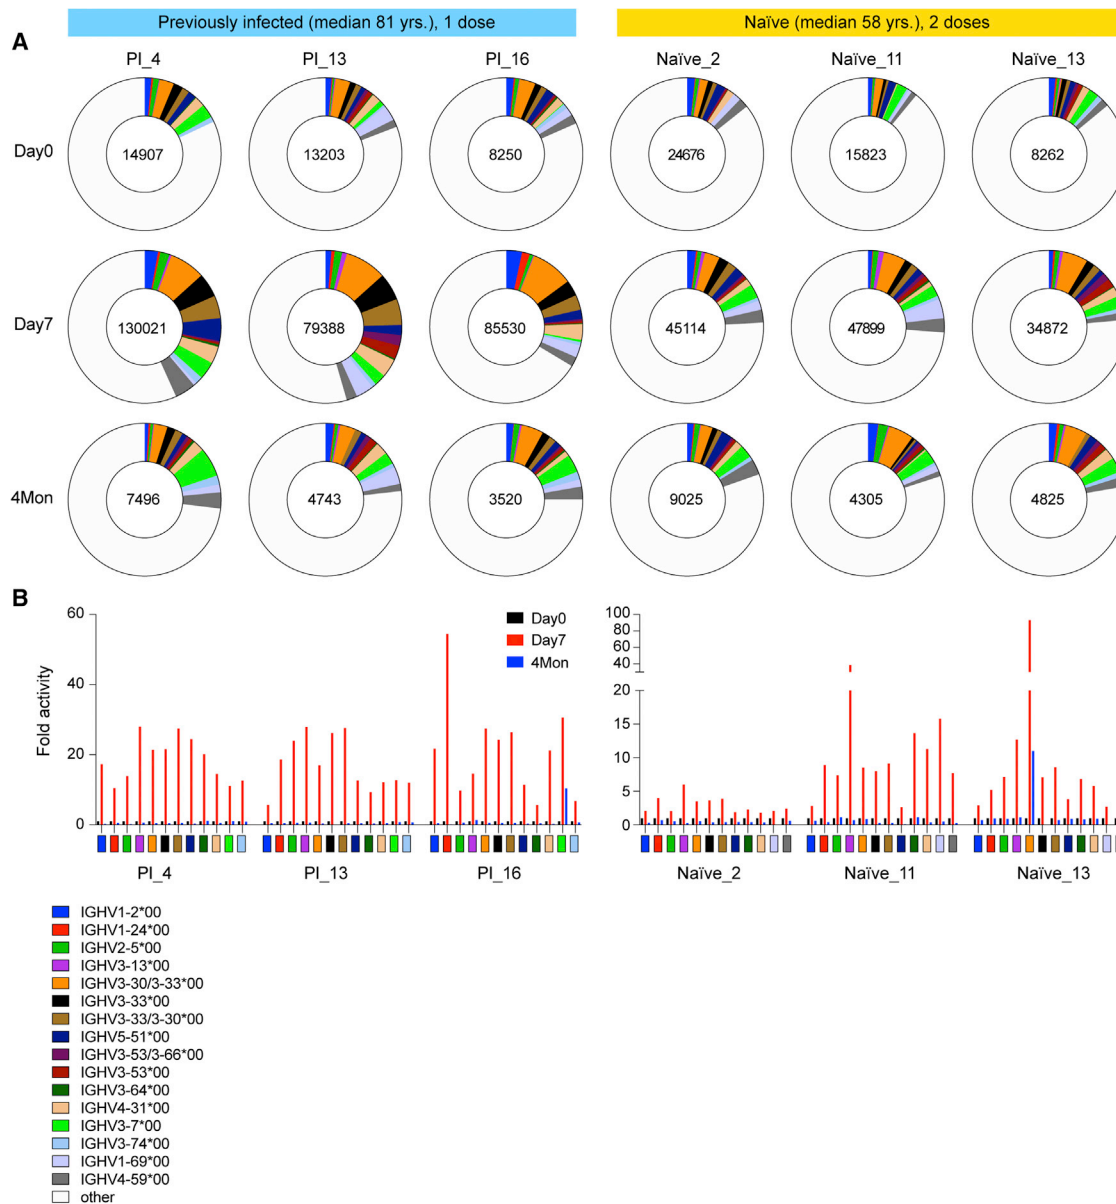 Previously infected (median 81 yrs.), 1 dose Naïve (median 58 yrs.), 2 doses
A
PI_4 PI_13 PI_16 Naïve_2 Naïve_11 Naïve_13
Day0 14907 13203 8250 24676 15823 8262
Day7 130021 79388 85530 45114 47899 34872
4Mon 7496 4743 3520 9025 4305 4825
B
Fold activity
60
40
20
0
Day0
Day7
4Mon
100
80
60
40
20
15
10
5
0
PI_4 PI_13 PI_16 Naïve_2 Naïve_11 Naïve_13
IGHV1-2*00
IGHV1-24*00
IGHV2-5*00
IGHV3-13*00
IGHV3-30/3-33*00
IGHV3-33*00
IGHV3-33/3-30*00
IGHV5-51*00
IGHV3-53/3-66*00
IGHV3-53*00
IGHV3-64*00
IGHV4-31*00
IGHV3-7*00
IGHV3-74*00
IGHV1-69*00
IGHV4-59*00
other